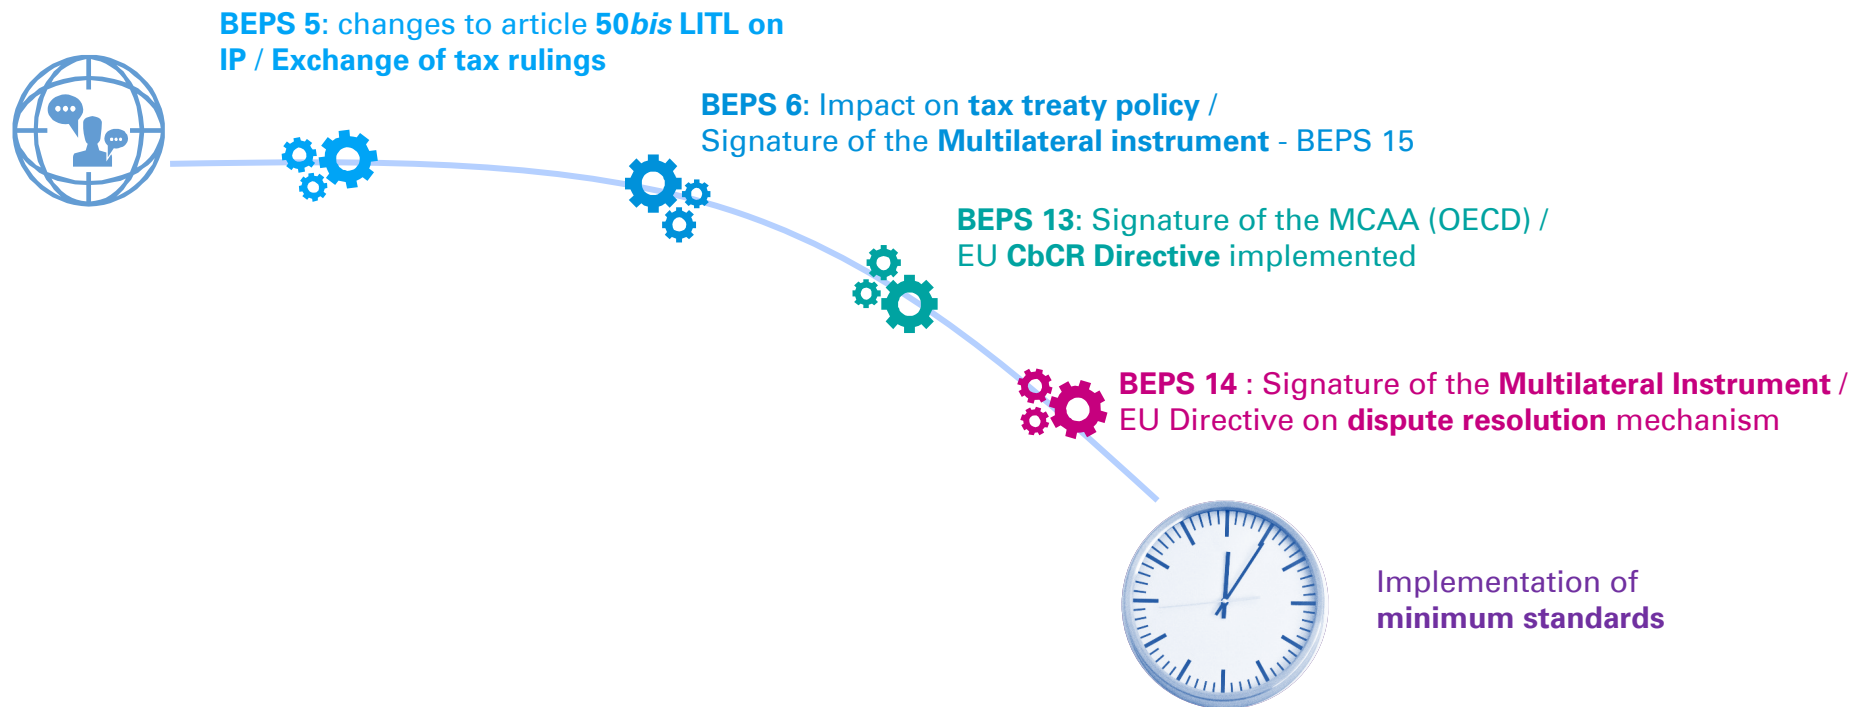 BEPS 5: changes to article 50bis LITL on
IP / Exchange of tax rulings
BEPS 6: Impact on tax treaty policy /
Signature of the Multilateral instrument - BEPS 15
BEPS 13: Signature of the MCAA (OECD) /
EU CbCR Directive implemented
BEPS 14 : Signature of the Multilateral Instrument /
EU Directive on dispute resolution mechanism
Implementation of
minimum standards